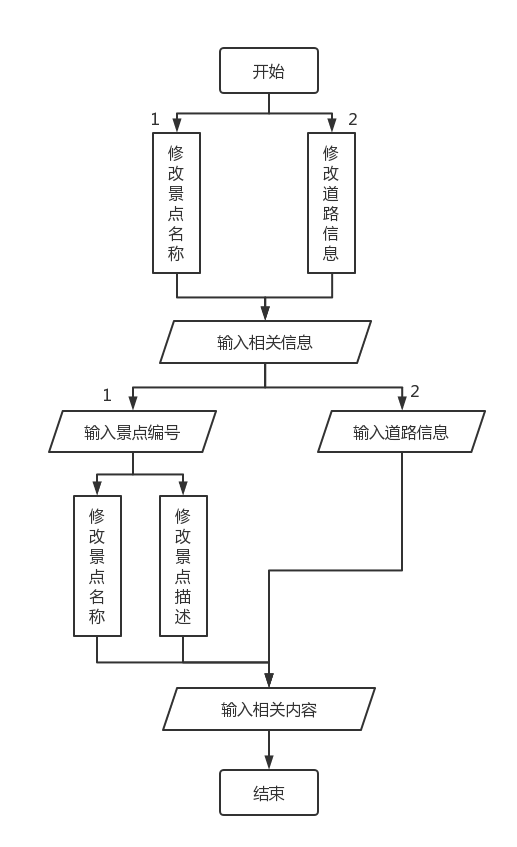 开始
1
2
修改景点名称
修改道路信息
输入相关信息
1
2
输入景点编号
输入道路信息
修改景点名称
修改景点描述
输入相关内容
结束